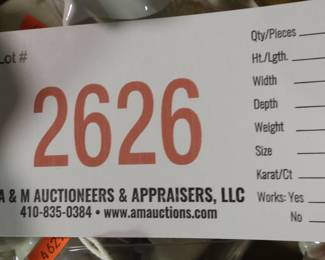 Lot #
2626
A & M AUCTIONEERS & APPRAISERS, LLC
410-835-0384 • www.amauctions.com
Qty/Pieces
Ht./Lgth.
Width
Depth
Weight
Size
Karat/Ct
Works: Yes
No